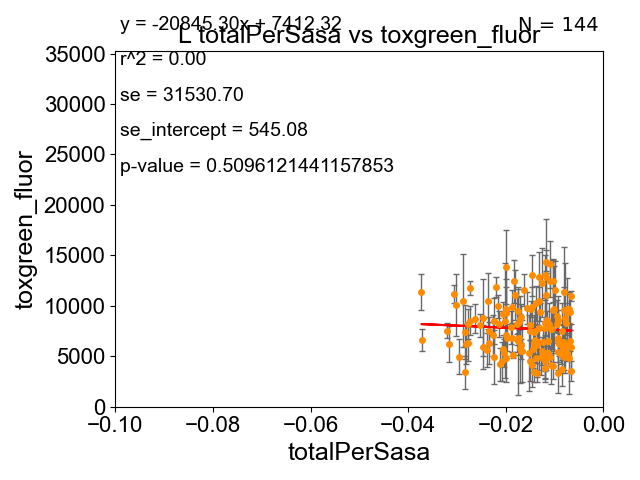 y = -20845.30x + 7412.32
N = 144
L totalPerSasa vs toxgreen_fluor
r^2 = 0.00
se = 31530.70
se_intercept = 545.08
p-value = 0.5096121441157853
35000
30000
25000
20000
15000
10000
5000
0
toxgreen_fluor
−0.10
−0.08
−0.06
−0.04
−0.02
0.00
totalPerSasa